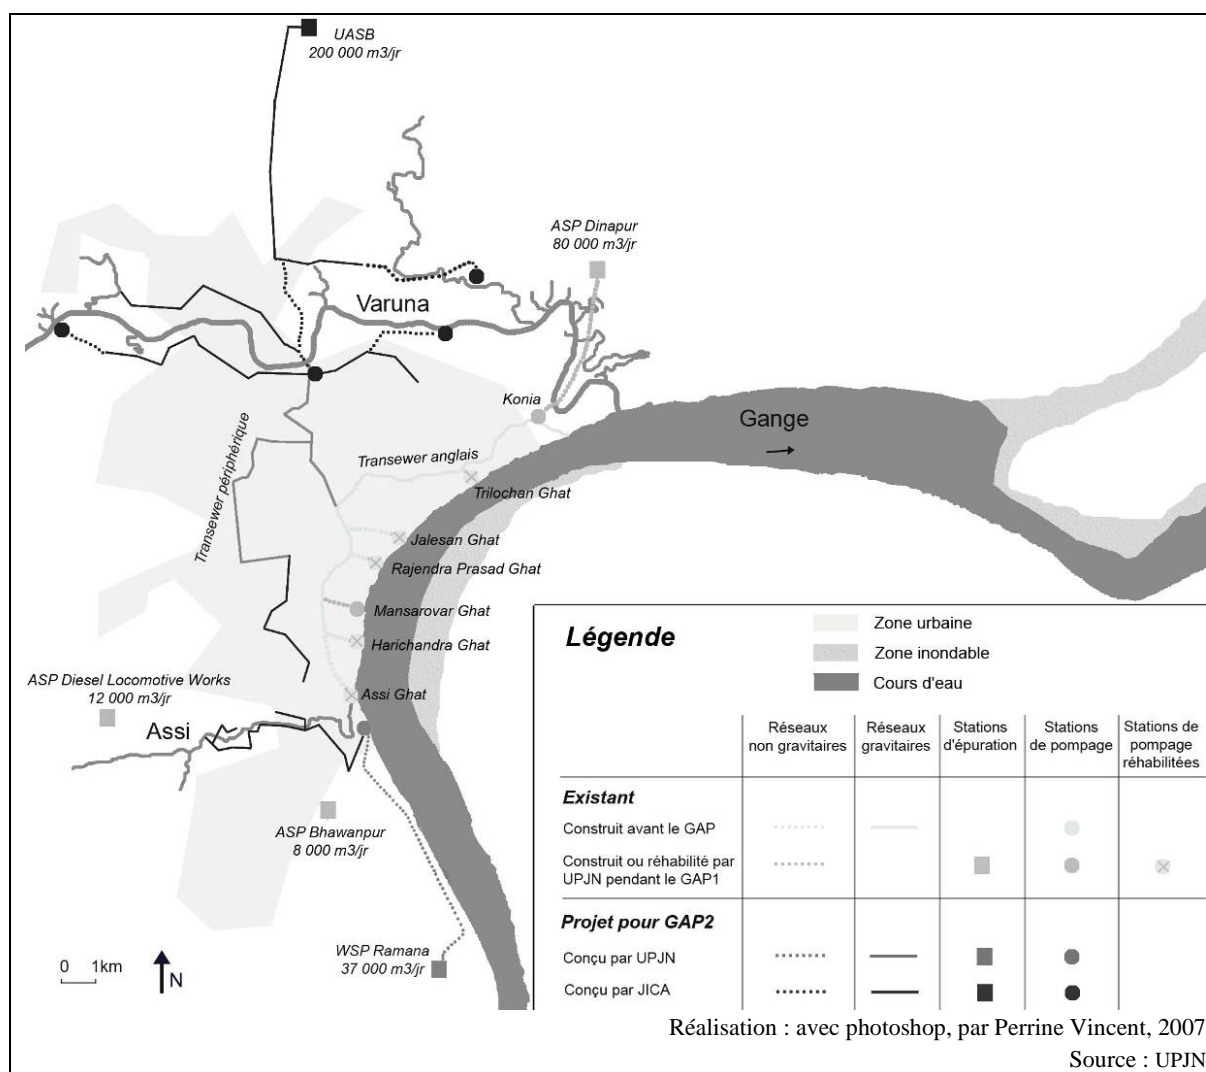 UASB
200 000 m3/jr
ASP Dinapur
80 000 m3/jr
Varuna
Konia
Gange
Transewer anglais
Transewer périphérique
Trilochan Ghat
Jalesan Ghat
Rajendra Prasad Ghat
Mansarovar Ghat
Harichandra Ghat
ASP Diesel Locomotive Works
12 000 m3/jr
Assi Ghat
Assi
ASP Bhawanpur
8 000 m3/jr
WSP Ramana
37 000 m3/jr
0 1km
N
Légende
Zone urbaine
Zone inondable
Cours d'eau
Réseaux
non gravitaires
Réseaux
gravitaires
Stations
d'épuration
Stations
de pompage
Stations de
pompage
réhabilitées
Existant
Construit avant le GAP
Construit ou réhabilité par
UPJN pendant le GAP1
Projet pour GAP2
Conçu par UPJN
Conçu par JICA
Réalisation : avec photoshop, par Perrine Vincent, 2007
Source : UPJN